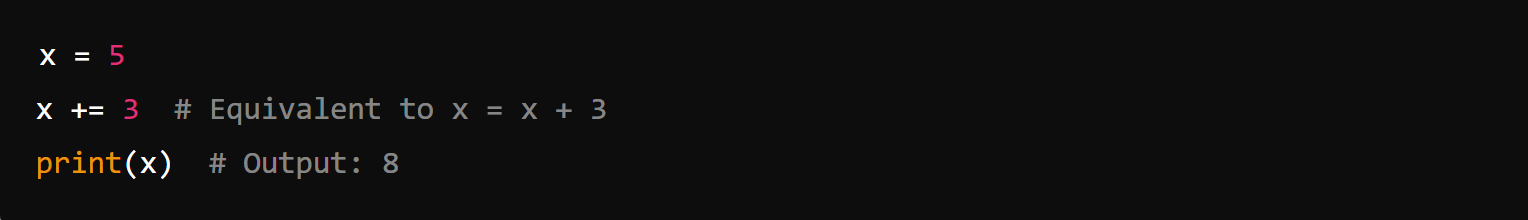 x = 5
x += 3  # Equivalent to x = x + 3
print(x)  # Output: 8